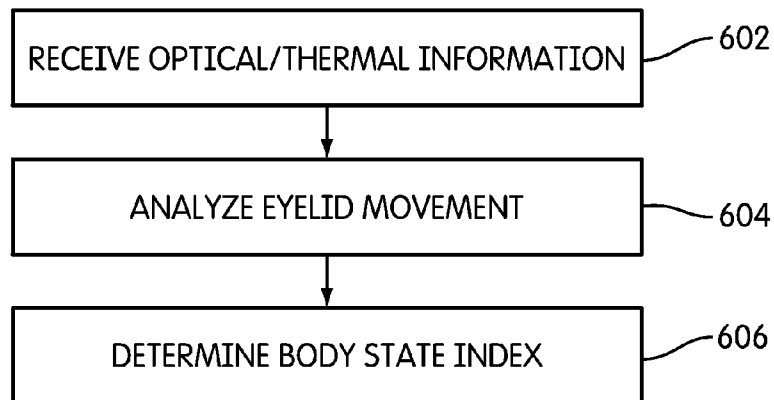 RECEIVE OPTICAL/THERMAL INFORMATION
602
ANALYZE EYELID MOVEMENT
604
DETERMINE BODY STATE INDEX
606